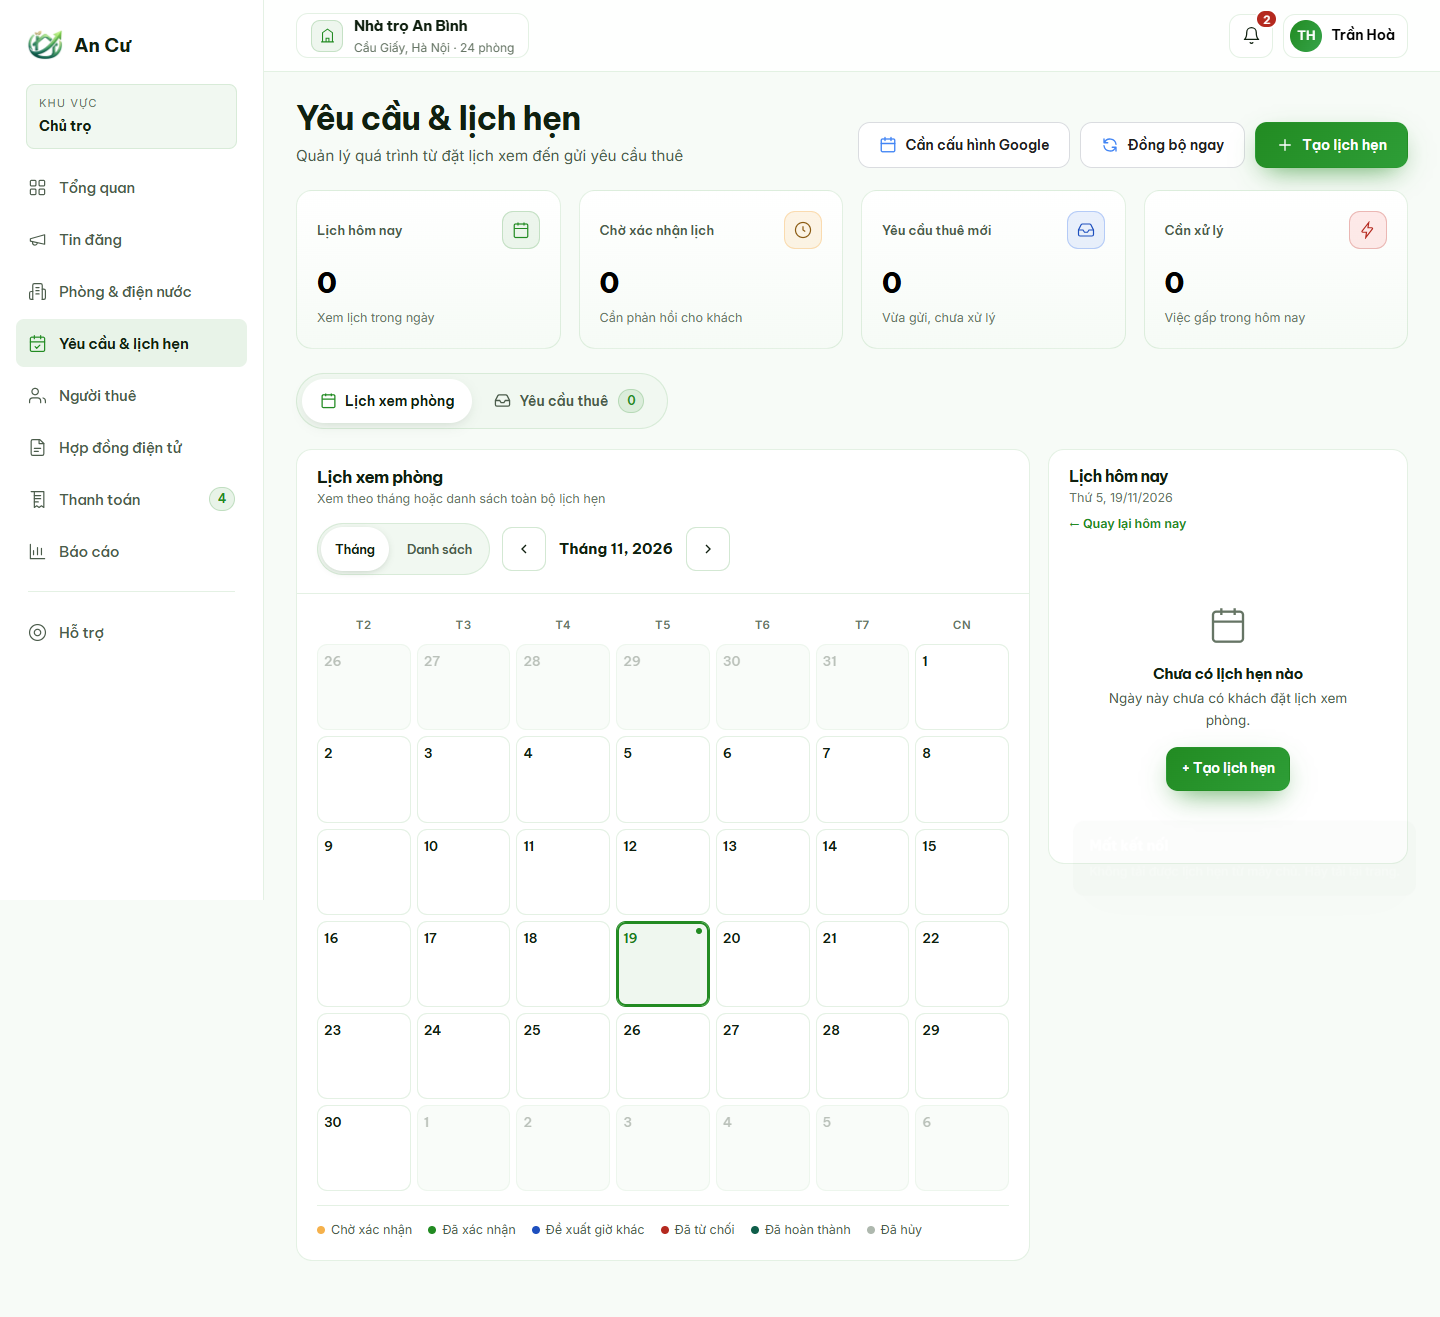 An Cư
KHU VỰC
Chủ trọ
Tổng quan
Tin đăng
Phòng & điện nước
Yêu cầu & lịch hẹn
Người thuê
Hợp đồng điện tử
Thanh toán
4
Báo cáo
Hỗ trợ
Nhà trọ An Bình
Cầu Giấy, Hà Nội · 24 phòng
2
TH
Trần Hoà
Yêu cầu & lịch hẹn
Quản lý quá trình từ đặt lịch xem đến gửi yêu cầu thuê
Cần cấu hình Google
Đồng bộ ngay
Tạo lịch hẹn
Lịch hôm nay
0
Xem lịch trong ngày
Chờ xác nhận lịch
0
Cần phản hồi cho khách
Yêu cầu thuê mới
0
Vừa gửi, chưa xử lý
Cần xử lý
0
Việc gấp trong hôm nay
Lịch xem phòng
Yêu cầu thuê
0
Lịch xem phòng
Xem theo tháng hoặc danh sách toàn bộ lịch hẹn
Tháng
Danh sách
Tháng 11, 2026
T2 T3 T4 T5 T6 T7 CN
26 27 28 29 30 31 1
2 3 4 5 6 7 8
9 10 11 12 13 14 15
16 17 18 19 20 21 22
23 24 25 26 27 28 29
30 1 2 3 4 5 6
Chờ xác nhận
Đã xác nhận
Đề xuất giờ khác
Đã từ chối
Đã hoàn thành
Đã hủy
Lịch hôm nay
Thứ 5, 19/11/2026
← Quay lại hôm nay
Chưa có lịch hẹn nào
Ngày này chưa có khách đặt lịch xem
phòng.
+ Tạo lịch hẹn